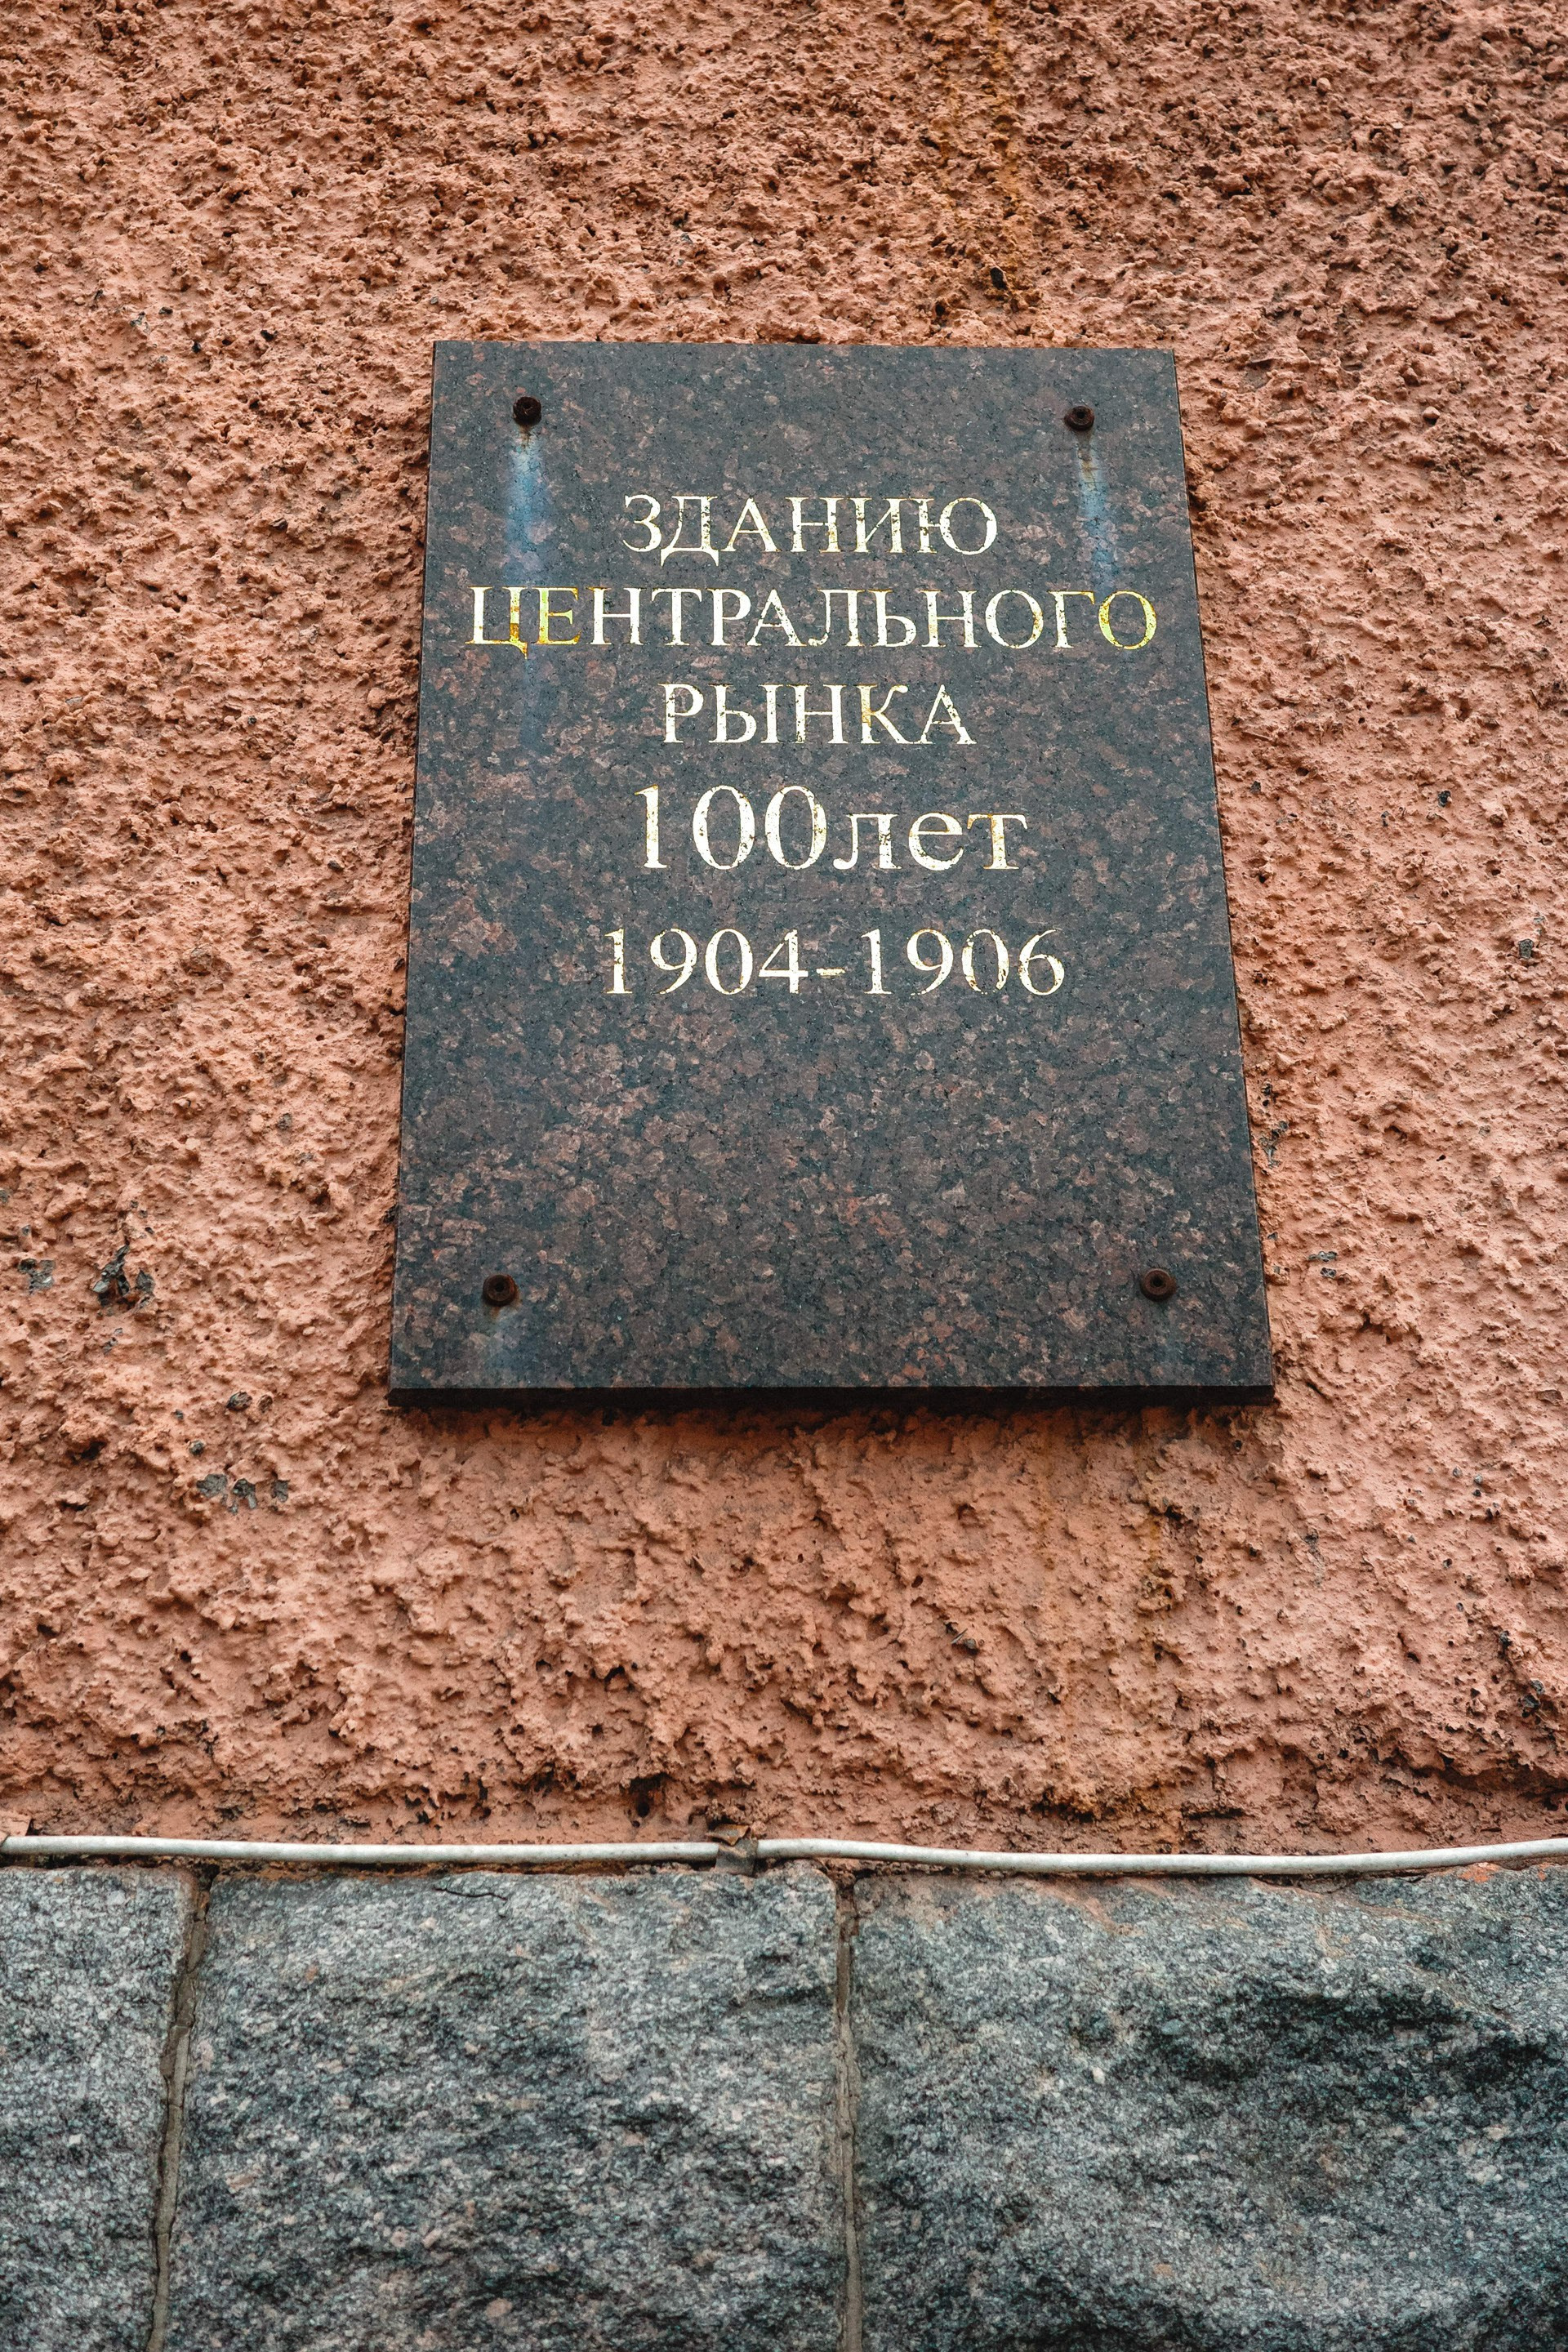 ЗДАНИЮ
ЦЕНТРАЛЬНОГО
РЫНКА
100лет
1904-1906